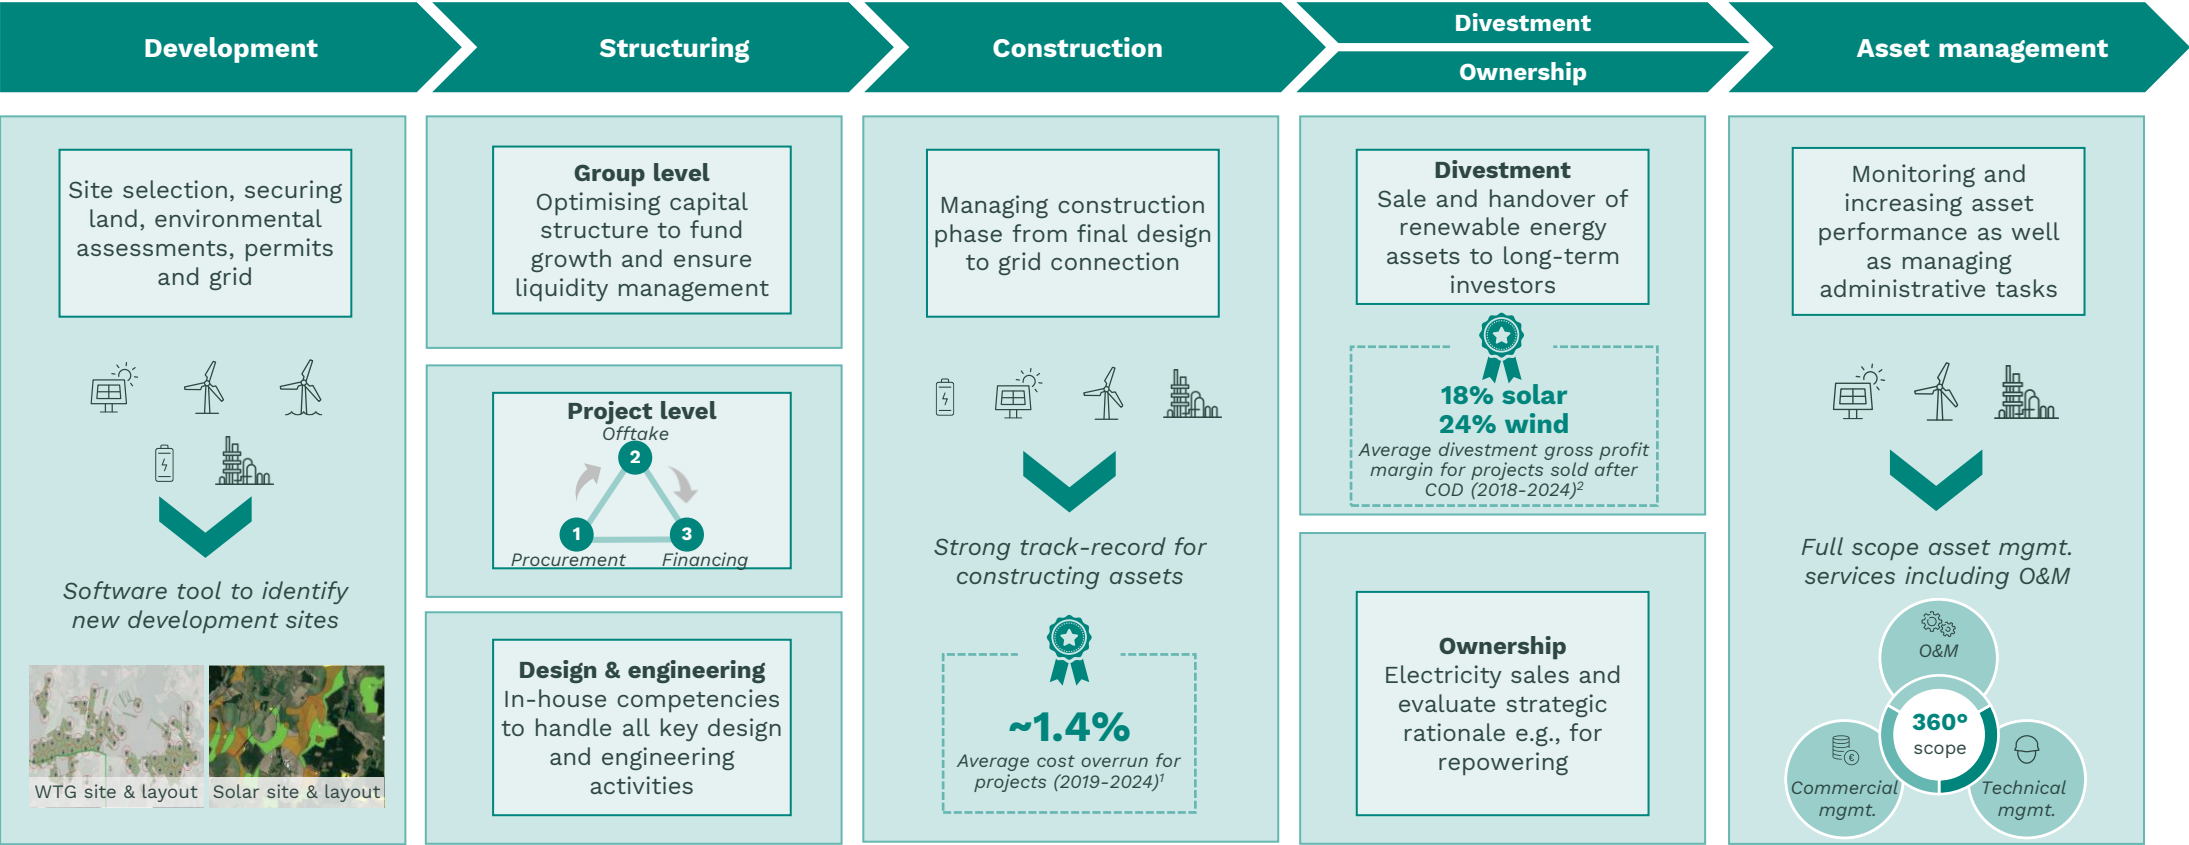 Development
Structuring
Construction
Divestment
Ownership
Asset management
Site selection, securing
land, environmental
assessments, permits
and grid
Software tool to identify
new development sites
WTG site & layout
Solar site & layout
Group level
Optimising capital
structure to fund
growth and ensure
liquidity management
Project level
Offtake
2
1
3
Procurement
Financing
Design & engineering
In-house competencies
to handle all key design
and engineering
activities
Managing construction
phase from final design
to grid connection
Strong track-record for
constructing assets
~1.4%
Average cost overrun for
projects (2019-2024)¹
Divestment
Sale and handover of
renewable energy
assets to long-term
investors
18% solar
24% wind
Average divestment gross profit
margin for projects sold after
COD (2018-2024)²
Ownership
Electricity sales and
evaluate strategic
rationale e.g., for
repowering
Monitoring and
increasing asset
performance as well
as managing
administrative tasks
Full scope asset mgmt.
services including O&M
O&M
360°
scope
€
Commercial
mgmt.
Technical
mgmt.